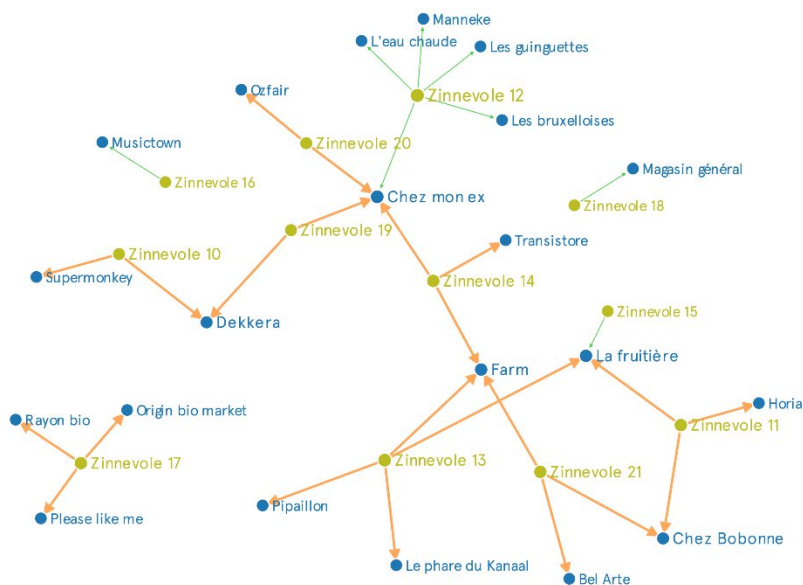 Manneke
L'eau chaude
Les guinguettes
Ozfair
Zinnevole 12
Les bruxelloises
Musictown
Zinnevole 20
Magasin général
Zinnevole 16
Chez mon ex
Zinnevole 18
Zinnevole 19
Transistore
Zinnevole 10
Supermonkey
Zinnevole 14
Zinnevole 15
Dekkera
La fruitière
Farm
Horia
Origin bio market
Rayon bio
Zinnevole 11
Zinnevole 17
Zinnevole 13
Zinnevole 21
Pipaillon
Please like me
Chez Bobonne
Le phare du Kanaal
Bel Arte